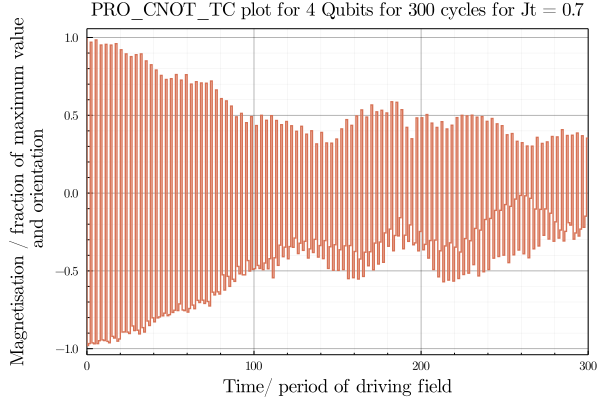 PRO_CNOT_TC plot for 4 Qubits for 300 cycles for Jt = 0.7
Magnetisation / fraction of maximum value
and orientation
1.0
0.5
0.0
−0.5
−1.0
0
100
200
300
Time/ period of driving field